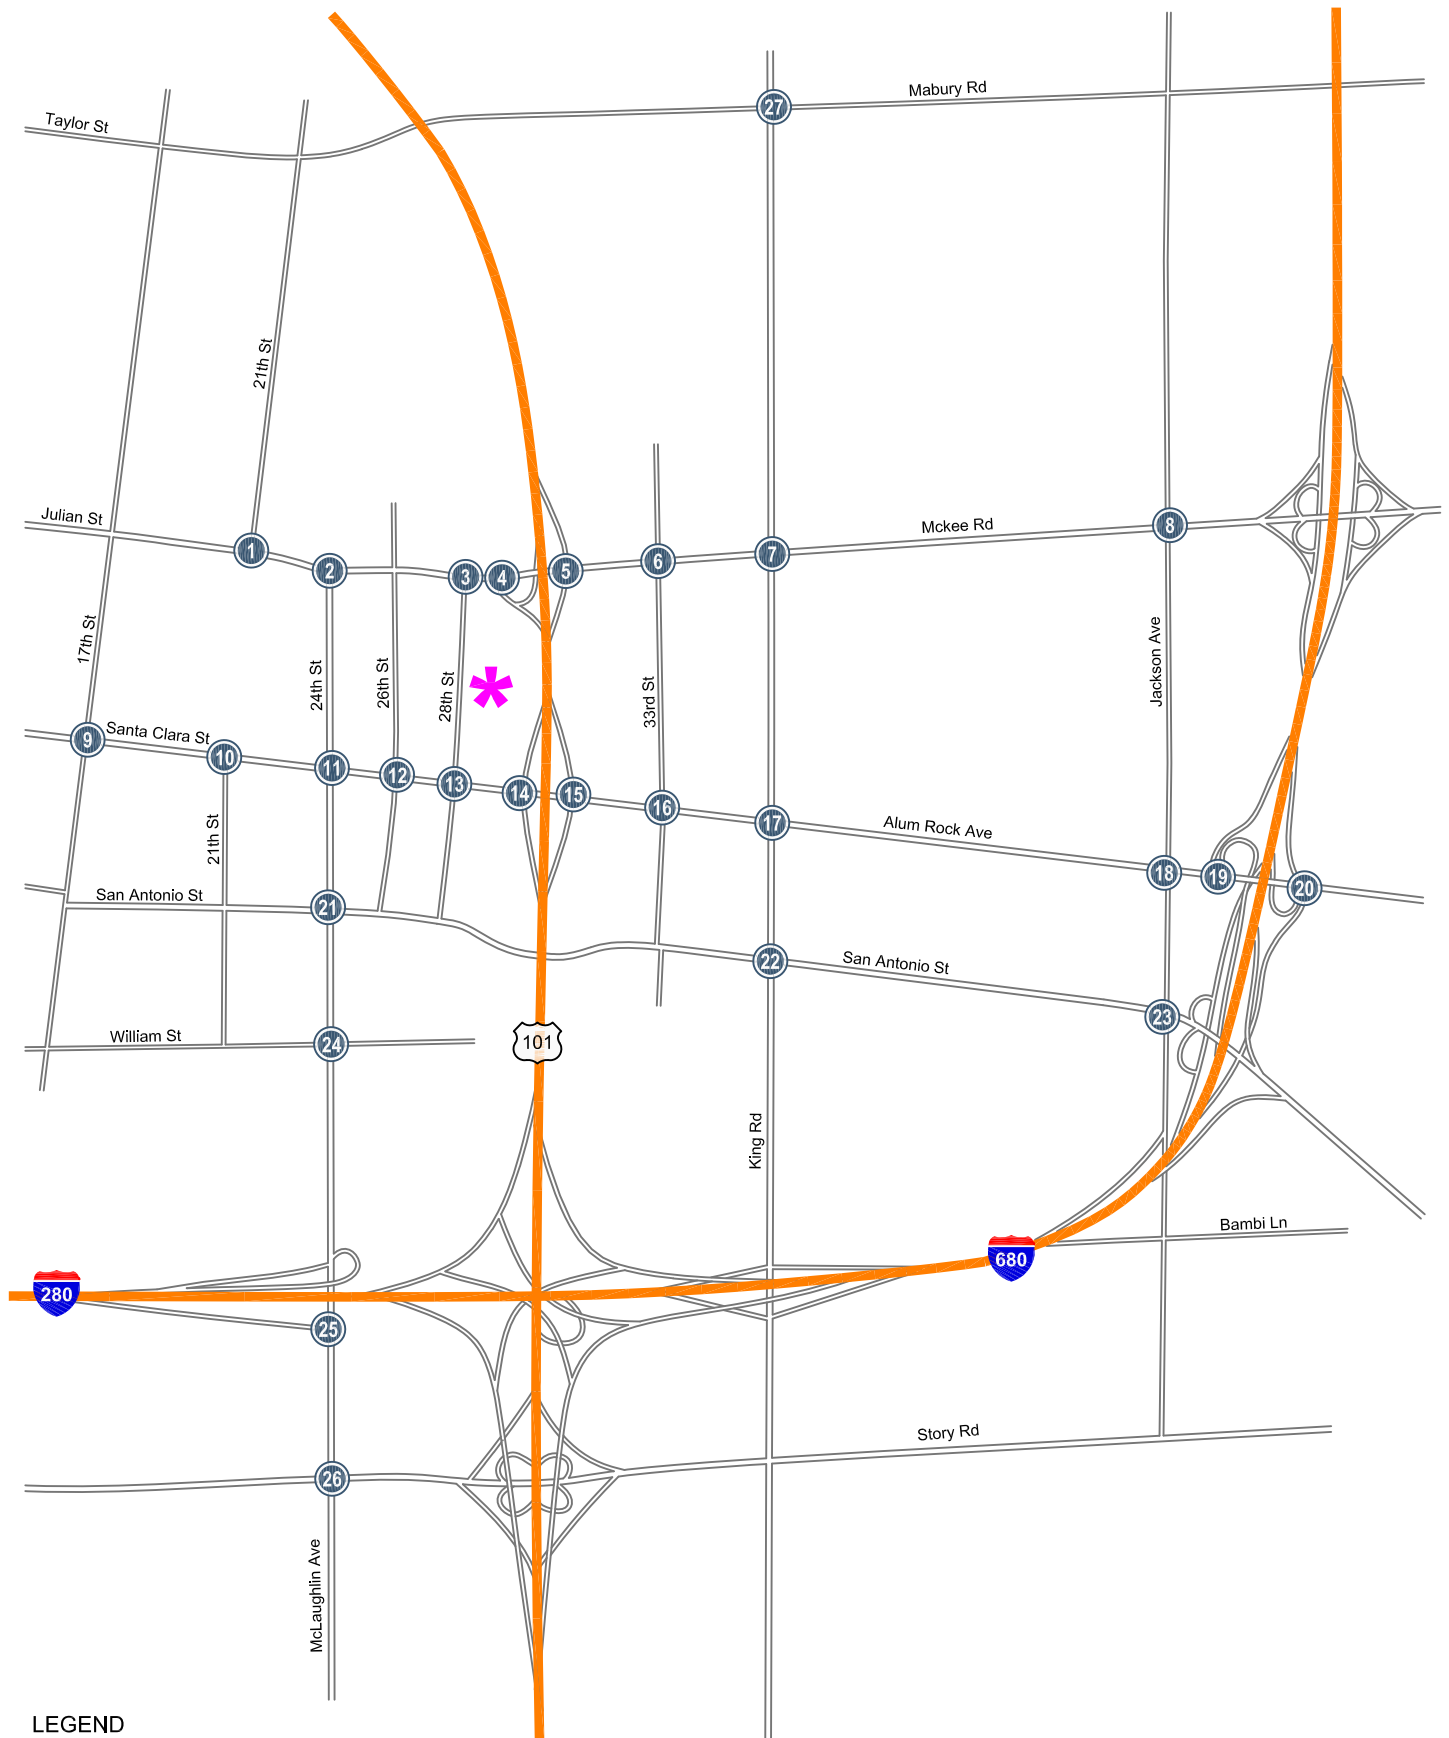 27
Mabury Rd
Taylor St
21th St
Julian St
1
2
3
4
5
6
7
Mckee Rd
8
17th St
24th St
26th St
28th St
*
33rd St
Jackson Ave
9
Santa Clara St
10
11
12
13
14
15
16
17
Alum Rock Ave
18
19
20
21th St
San Antonio St
21
22
San Antonio St
23
William St
24
101
King Rd
Bambi Ln
680
280
25
Story Rd
26
McLaughlin Ave
LEGEND